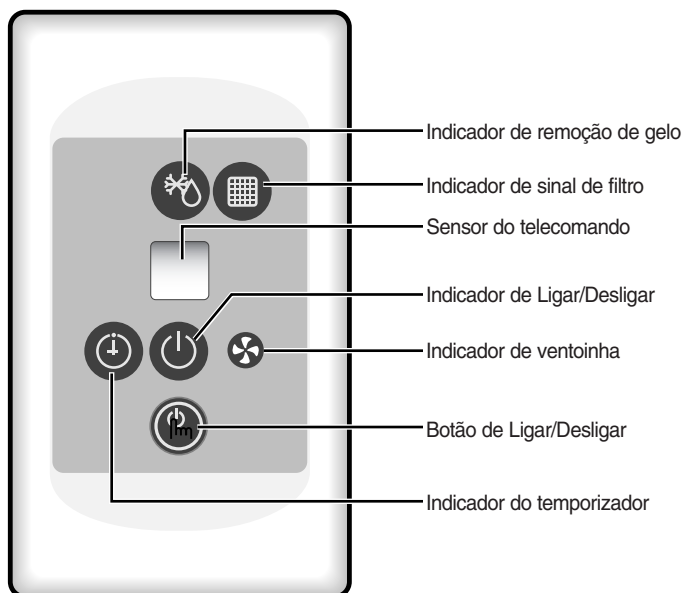 Indicador de remoção de gelo
Indicador de sinal de filtro
Sensor do telecomando
Indicador de Ligar/Desligar
Indicador de ventoinha
Botão de Ligar/Desligar
Indicador do temporizador